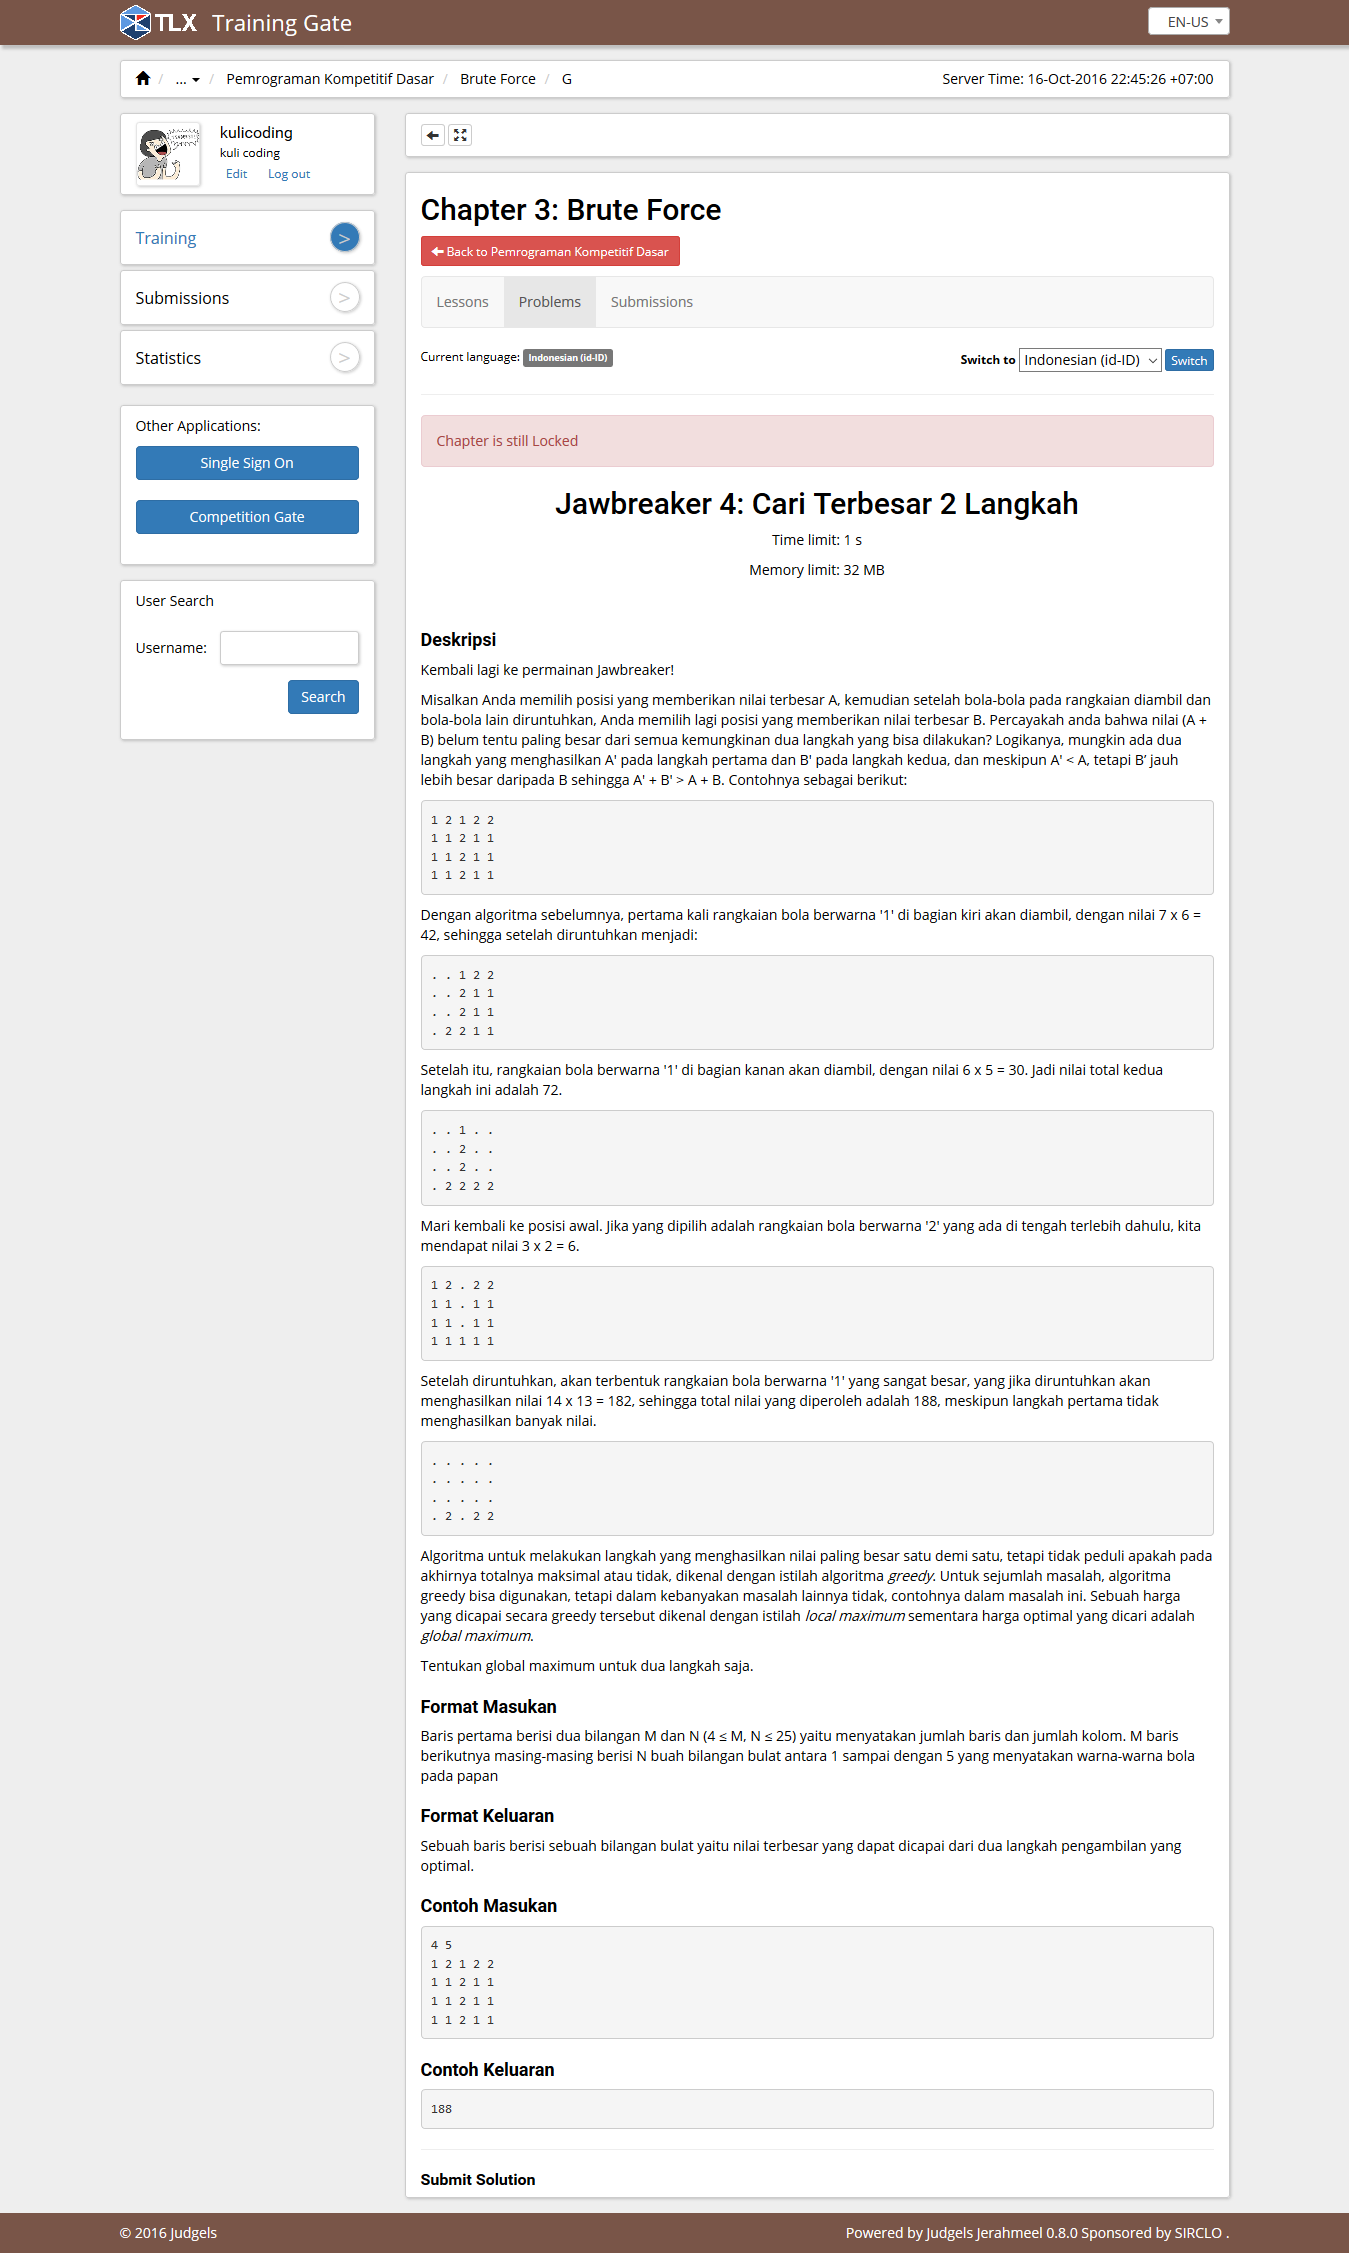 TLX Training Gate
EN-US
... Pemrograman Kompetitif Dasar / Brute Force / G
Server Time: 16-Oct-2016 22:45:26 +07:00
kulicoding
kuli coding
Edit Log out
Training >
Submissions >
Statistics >
Other Applications:
Single Sign On
Competition Gate
User Search
Username:
Search
Chapter 3: Brute Force
Back to Pemrograman Kompetitif Dasar
Lessons Problems Submissions
Current language: Indonesian (id-ID)
Switch to Indonesian (id-ID) Switch
Chapter is still Locked
Jawbreaker 4: Cari Terbesar 2 Langkah
Time limit: 1 s
Memory limit: 32 MB
Deskripsi
Kembali lagi ke permainan Jawbreaker!
Misalkan Anda memilih posisi yang memberikan nilai terbesar A, kemudian setelah bola-bola pada rangkaian diambil dan
bola-bola lain diruntuhkan, Anda memilih lagi posisi yang memberikan nilai terbesar B. Percayakah anda bahwa nilai (A +
B) belum tentu paling besar dari semua kemungkinan dua langkah yang bisa dilakukan? Logikanya, mungkin ada dua
langkah yang menghasilkan A' pada langkah pertama dan B' pada langkah kedua, dan meskipun A' < A, tetapi B’ jauh
lebih besar daripada B sehingga A' + B' > A + B. Contohnya sebagai berikut:
1 2 1 2 2
1 1 2 1 1
1 1 2 1 1
1 1 2 1 1
Dengan algoritma sebelumnya, pertama kali rangkaian bola berwarna '1' di bagian kiri akan diambil, dengan nilai 7 x 6 =
42, sehingga setelah diruntuhkan menjadi:
. . 1 2 2
. . 2 1 1
. . 2 1 1
. 2 2 1 1
Setelah itu, rangkaian bola berwarna '1' di bagian kanan akan diambil, dengan nilai 6 x 5 = 30. Jadi nilai total kedua
langkah ini adalah 72.
. . 1 . .
. . 2 . .
. . 2 . .
. 2 2 2 2
Mari kembali ke posisi awal. Jika yang dipilih adalah rangkaian bola berwarna '2' yang ada di tengah terlebih dahulu, kita
mendapat nilai 3 x 2 = 6.
1 2 . 2 2
1 1 . 1 1
1 1 . 1 1
1 1 1 1 1
Setelah diruntuhkan, akan terbentuk rangkaian bola berwarna '1' yang sangat besar, yang jika diruntuhkan akan
menghasilkan nilai 14 x 13 = 182, sehingga total nilai yang diperoleh adalah 188, meskipun langkah pertama tidak
menghasilkan banyak nilai.
. . . . .
. . . . .
. . . . .
. 2 . 2 2
Algoritma untuk melakukan langkah yang menghasilkan nilai paling besar satu demi satu, tetapi tidak peduli apakah pada
akhirnya totalnya maksimal atau tidak, dikenal dengan istilah algoritma greedy. Untuk sejumlah masalah, algoritma
greedy bisa digunakan, tetapi dalam kebanyakan masalah lainnya tidak, contohnya dalam masalah ini. Sebuah harga
yang dicapai secara greedy tersebut dikenal dengan istilah local maximum sementara harga optimal yang dicari adalah
global maximum.
Tentukan global maximum untuk dua langkah saja.
Format Masukan
Baris pertama berisi dua bilangan M dan N (4 ≤ M, N ≤ 25) yaitu menyatakan jumlah baris dan jumlah kolom. M baris
berikutnya masing-masing berisi N buah bilangan bulat antara 1 sampai dengan 5 yang menyatakan warna-warna bola
pada papan
Format Keluaran
Sebuah baris berisi sebuah bilangan bulat yaitu nilai terbesar yang dapat dicapai dari dua langkah pengambilan yang
optimal.
Contoh Masukan
4 5
1 2 1 2 2
1 1 2 1 1
1 1 2 1 1
1 1 2 1 1
Contoh Keluaran
188
Submit Solution
© 2016 Judgels
Powered by Judgels Jerahmeel 0.8.0 Sponsored by SIRCLO .